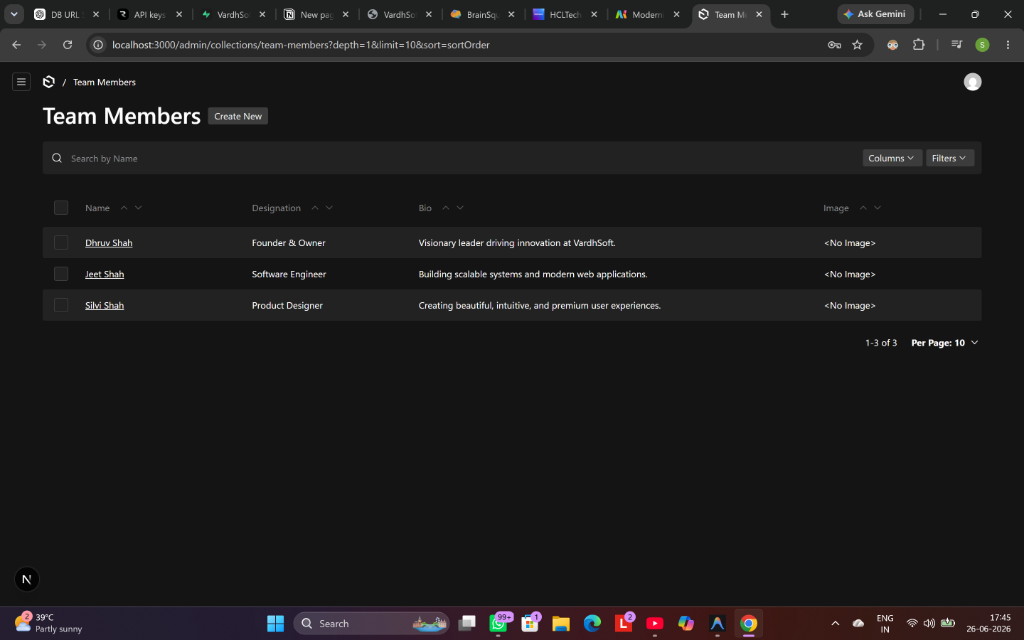 DB URL
API keys
VardhSo
New pag
VardhSo
BrainSqu
HCLTech
Modern
Team M
Ask Gemini
localhost:3000/admin/collections/team-members?depth=1&limit=10&sort=sortOrder
S
/ Team Members
Team Members Create New
Search by Name Columns Filters
Name Designation Bio Image
Dhruv Shah Founder & Owner Visionary leader driving innovation at VardhSoft. <No Image>
Jeet Shah Software Engineer Building scalable systems and modern web applications. <No Image>
Silvi Shah Product Designer Creating beautiful, intuitive, and premium user experiences. <No Image>
1-3 of 3 Per Page: 10
N
2
39°C
Partly sunny
Search
99+
1
L
2
ENG
IN
17:45
26-06-2026